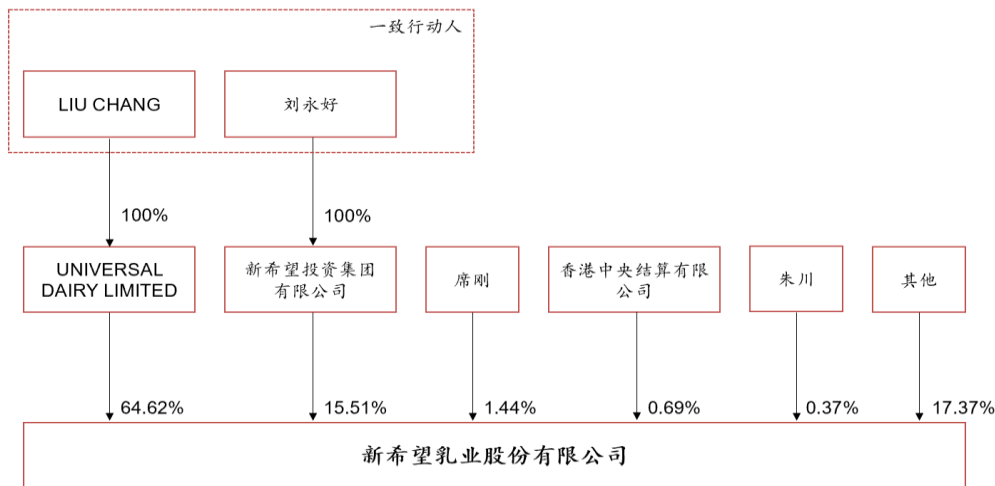 一致行动人
LIU CHANG
刘永好
100%
100%
UNIVERSAL
DAIRY LIMITED
新希望投资集团
有限公司
席刚
香港中央结算有限
公司
朱川
其他
64.62%
15.51%
1.44%
0.69%
0.37%
17.37%
新希望乳业股份有限公司